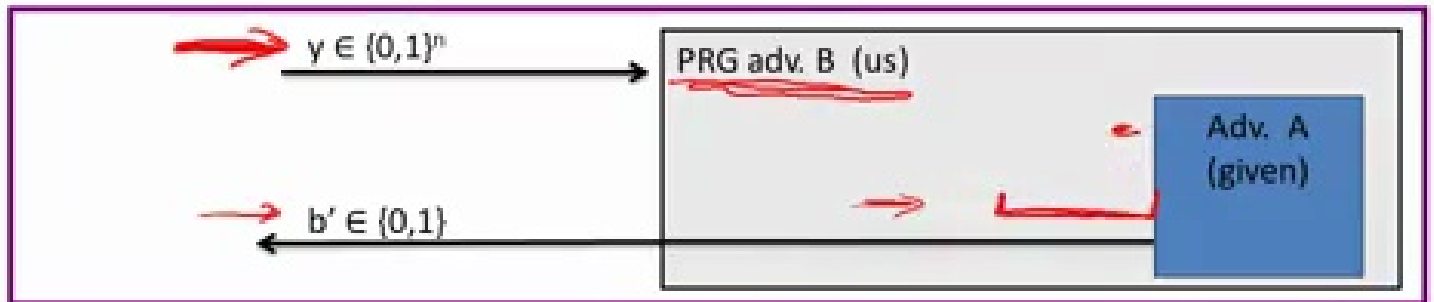 y ∈ {0,1}ⁿ
PRG adv. B (us)
Adv. A
(given)
b′ ∈ {0,1}